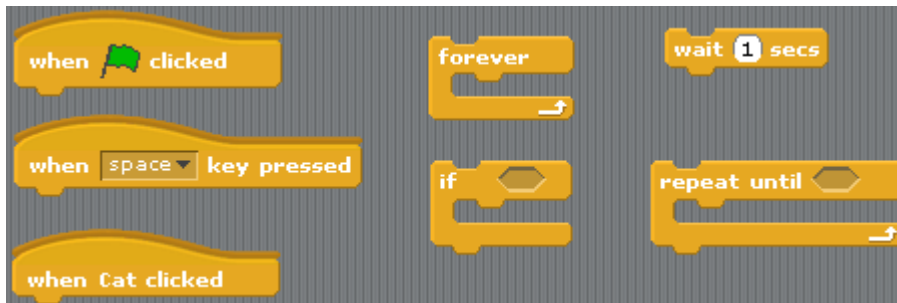 when clicked
forever
wait 1 secs
when space key pressed
if
repeat until
when Cat clicked